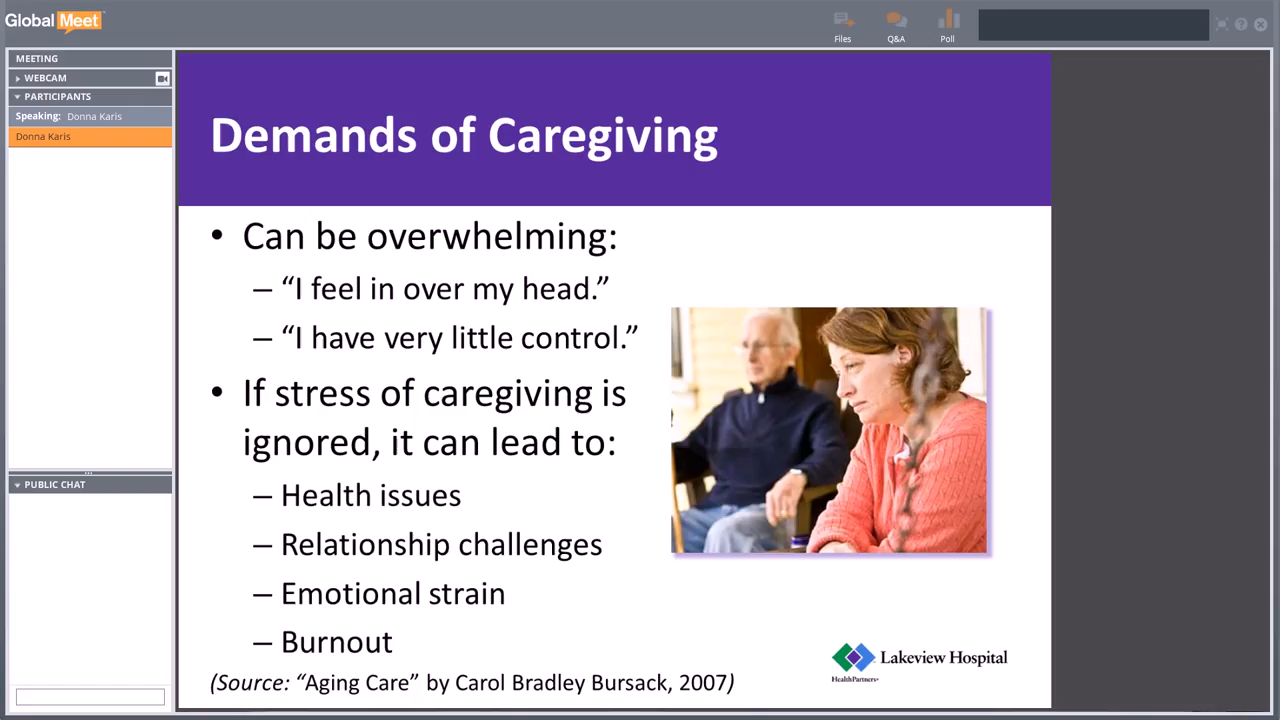 Global Meet
Files
Q&A
Poll
MEETING
WEBCAM
PARTICIPANTS
Speaking: Donna Karis
Donna Karis
PUBLIC CHAT
Demands of Caregiving
• Can be overwhelming:
– “I feel in over my head.”
– “I have very little control.”
• If stress of caregiving is
ignored, it can lead to:
– Health issues
– Relationship challenges
– Emotional strain
– Burnout
(Source: “Aging Care” by Carol Bradley Bursack, 2007)
Lakeview Hospital
HealthPartners